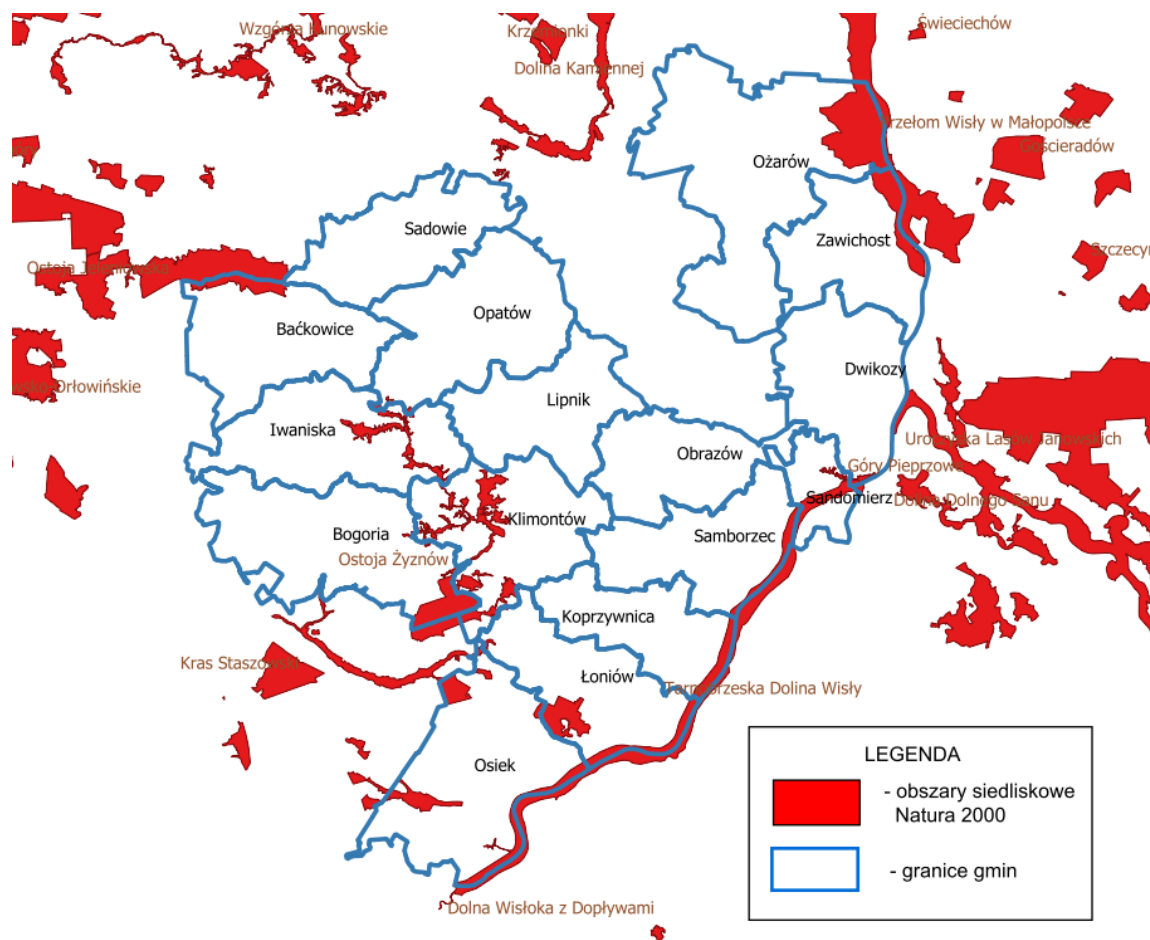 Wzgórza Kunowskie
Krzemionki
Świeciechów
Dolina Kamiennej
Przełom Wisły w Małopolsce
Gościeradów
Ożarów
Sadowie
Zawichost
Ostoja Jeleniowska
Opatów
Baćkowice
Dwikozy
Lipnik
Iwaniska
Obrazów
Uroczyska Lasów Janowskich
Góry Pieprzowe
Sandomierz
Dolina Dolnego Sanu
Klimontów
Bogoria
Samborzec
Ostoja Żyznów
Koprzywnica
Kras Staszowski
Łoniów
Tarnobrzeska Dolina Wisły
Osiek
Dolna Wisłoka z Dopływami
LEGENDA
- obszary siedliskowe
Natura 2000
- granice gmin